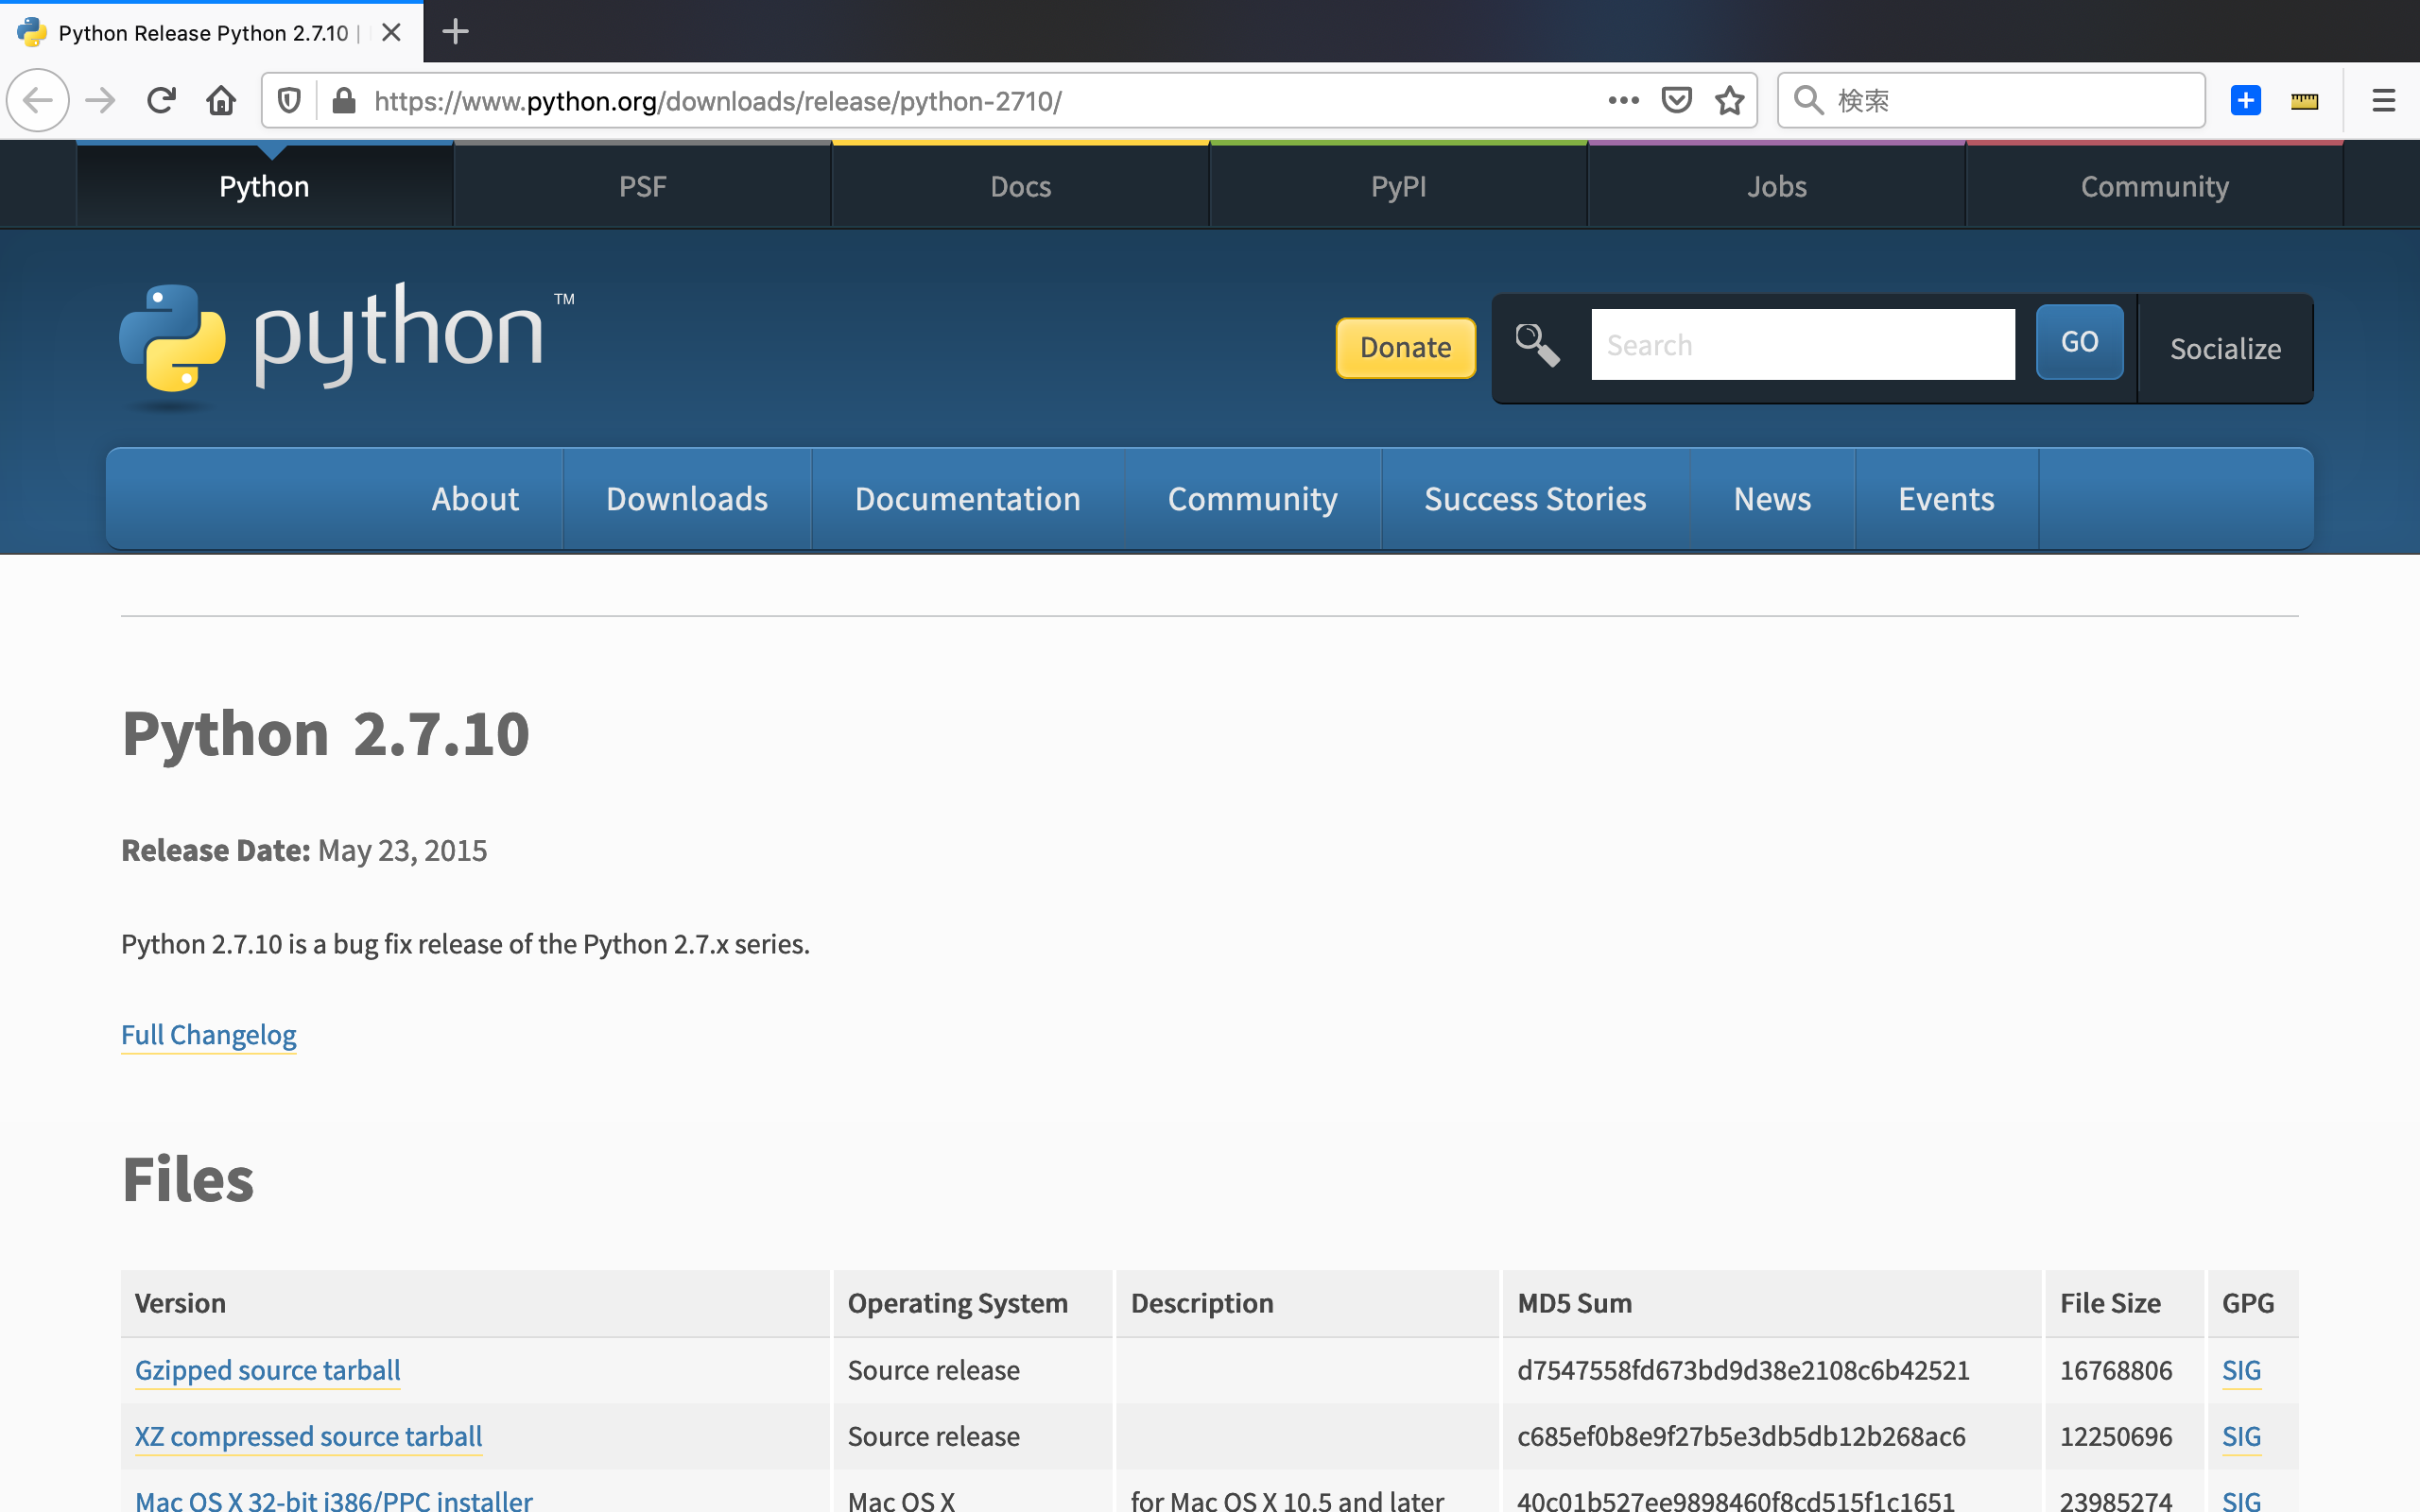 Python Release Python 2.7.10 |
https://www.python.org/downloads/release/python-2710/
検索
Python PSF Docs PyPI Jobs Community
python TM
Donate Search GO Socialize
About Downloads Documentation Community Success Stories News Events
Python 2.7.10
Release Date: May 23, 2015
Python 2.7.10 is a bug fix release of the Python 2.7.x series.
Full Changelog
Files
Version Operating System Description MD5 Sum File Size GPG
Gzipped source tarball Source release d7547558fd673bd9d38e2108c6b42521 16768806 SIG
XZ compressed source tarball Source release c685ef0b8e9f27b5e3db5db12b268ac6 12250696 SIG
Mac OS X 32-bit i386/PPC installer Mac OS X for Mac OS X 10.5 and later 40c01b527ee9898460f8cd515f1c1651 23985274 SIG